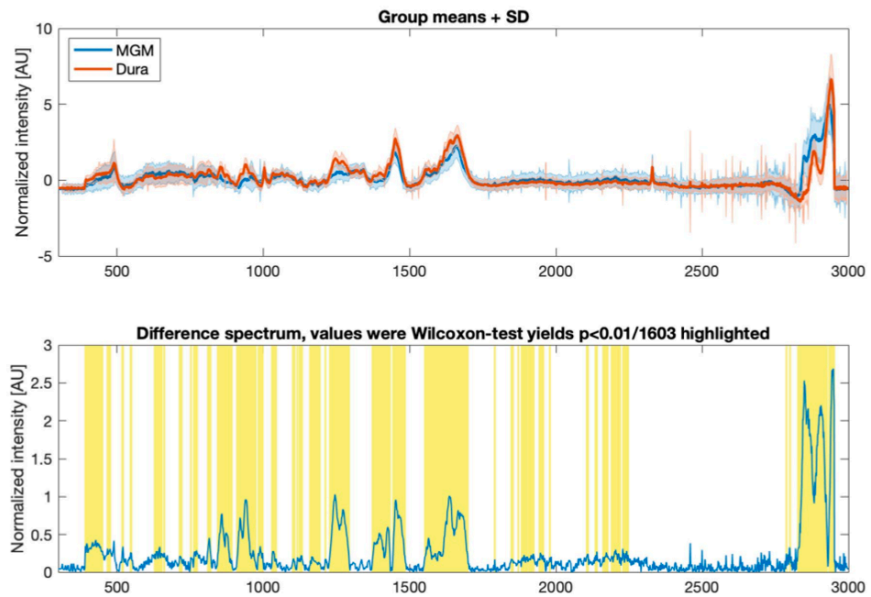 Group means + SD
10
MGM
Dura
5
0
-5
Normalized intensity [AU]
500 1000 1500 2000 2500 3000
Difference spectrum, values were Wilcoxon-test yields p<0.01/1603 highlighted
3
2.5
2
1.5
1
0.5
0
Normalized intensity [AU]
500 1000 1500 2000 2500 3000